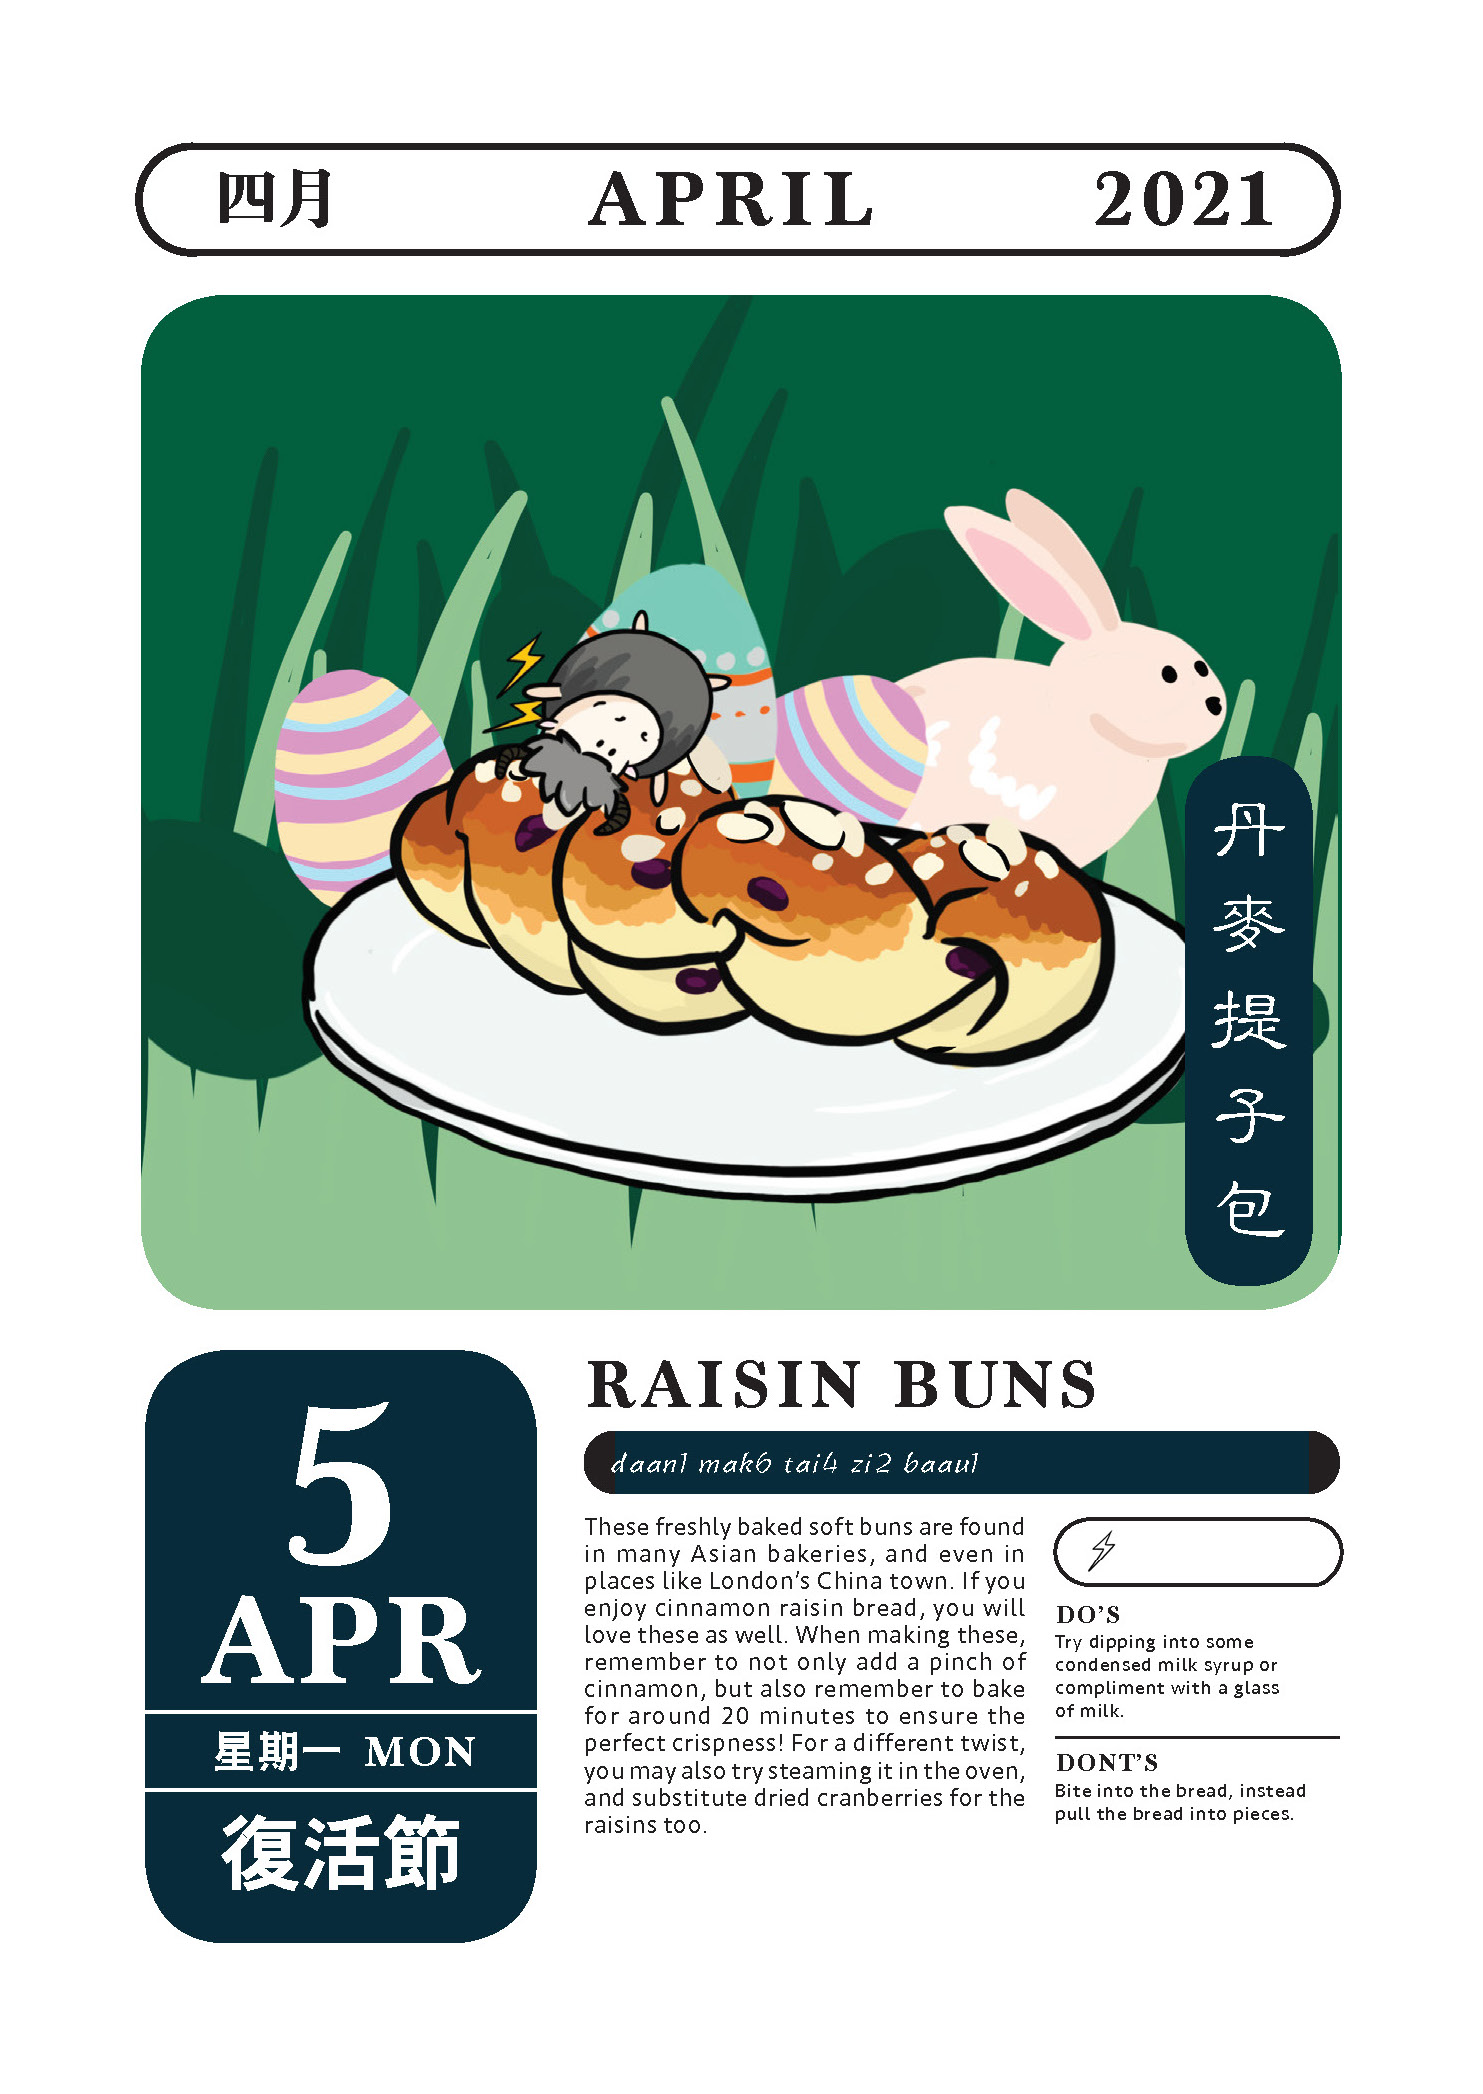 四月 APRIL 2021
丹麥提子包
5
APR
星期一 MON
復活節
RAISIN BUNS
daan1 mak6 tai4 zi2 baau1
These freshly baked soft buns are found
in many Asian bakeries, and even in
places like London's China town. If you
enjoy cinnamon raisin bread, you will
love these as well. When making these,
remember to not only add a pinch of
cinnamon, but also remember to bake
for around 20 minutes to ensure the
perfect crispness! For a different twist,
you may also try steaming it in the oven,
and substitute dried cranberries for the
raisins too.
DO'S
Try dipping into some
condensed milk syrup or
compliment with a glass
of milk.
DONT'S
Bite into the bread, instead
pull the bread into pieces.